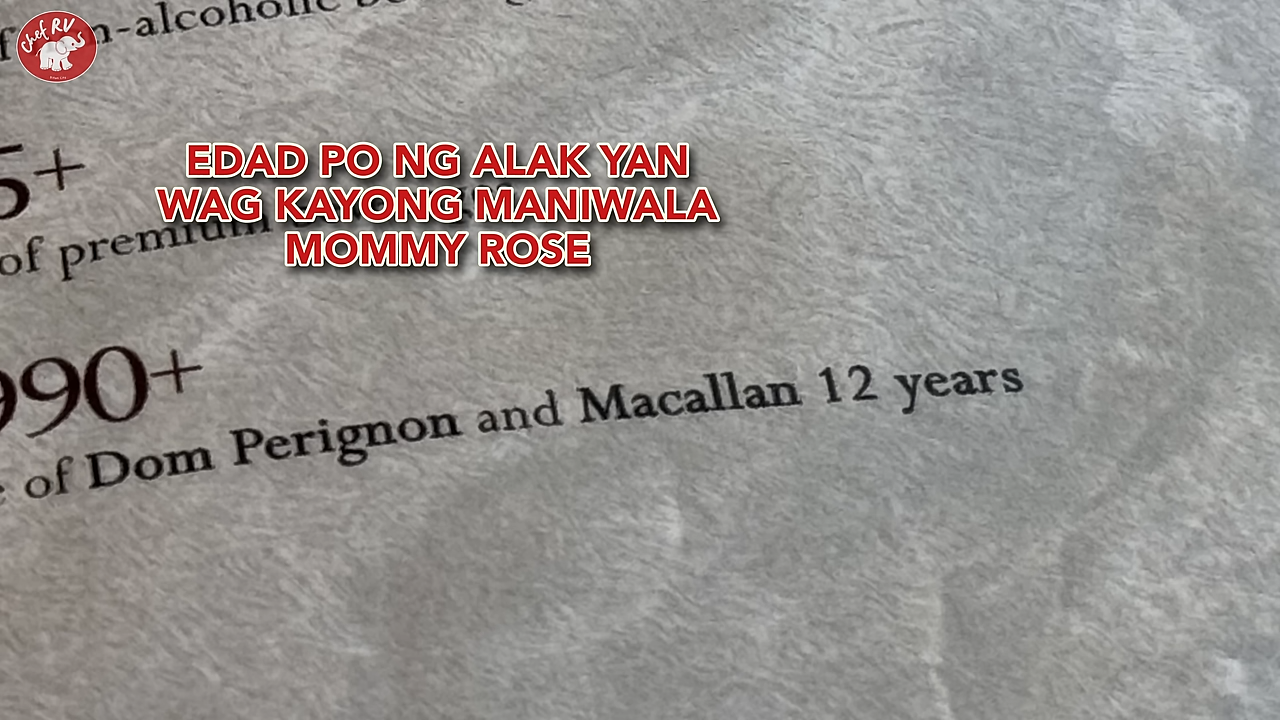 Chef RV
n-alcoholic
5+
EDAD PO NG ALAK YAN
WAG KAYONG MANIWALA
MOMMY ROSE
of premium
990+
of Dom Perignon and Macallan 12 years